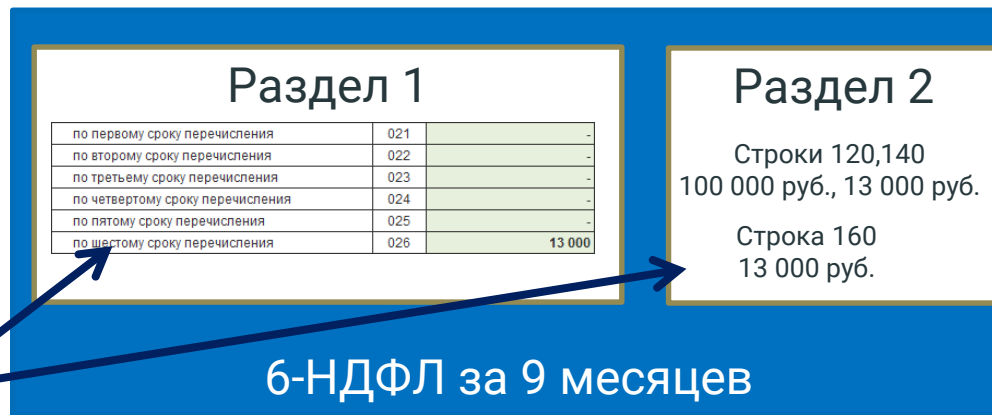 Раздел 1
по первому сроку перечисления 021 -
по второму сроку перечисления 022 -
по третьему сроку перечисления 023 -
по четвертому сроку перечисления 024 -
по пятому сроку перечисления 025 -
по шестому сроку перечисления 026 13 000
Раздел 2
Строки 120,140
100 000 руб., 13 000 руб.
Строка 160
13 000 руб.
6-НДФЛ за 9 месяцев